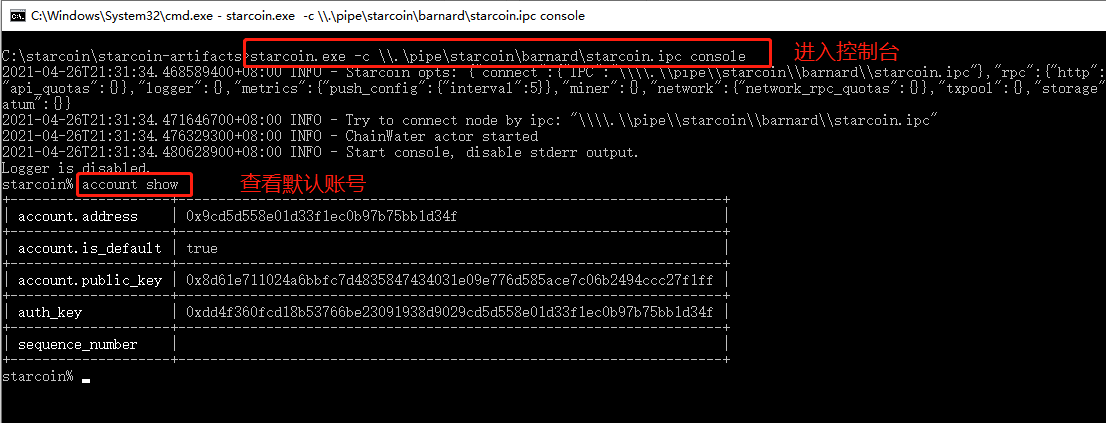 C:\Windows\System32\cmd.exe - starcoin.exe -c \\.\pipe\starcoin\barnard\starcoin.ipc console
C:\starcoin\starcoin-artifacts>starcoin.exe -c \\.\pipe\starcoin\barnard\starcoin.ipc console 进入控制台
2021-04-26T21:31:34.468589400+08:00 INFO - Starcoin opts: {"connect":{"IPC":"\\\\.\\pipe\\starcoin\\barnard\\starcoin.ipc"},"rpc":{"http":
"api_quotas":{}},"logger":{},"metrics":{"push_config":{"interval":5}},"miner":{},"network":{"network_rpc_quotas":{}},"txpool":{},"storage"
atum":{}}
2021-04-26T21:31:34.471646700+08:00 INFO - Try to connect node by ipc: "\\\\.\\pipe\\starcoin\\barnard\\starcoin.ipc"
2021-04-26T21:31:34.476329300+08:00 INFO - ChainWater actor started
2021-04-26T21:31:34.480628900+08:00 INFO - Start console, disable stderr output.
Logger is disabled.
starcoin% account show 查看默认账号
account.address | 0x9cd5d558e01d33f1ec0b97b75bb1d34f
account.is_default | true
account.public_key | 0x8d61e711024a6bbfc7d4835847434031e09e776d585ace7c06b2494ccc27f1ff
auth_key | 0xdd4f360fcd18b53766be23091938d9029cd5d558e01d33f1ec0b97b75bb1d34f
sequence_number |
starcoin%